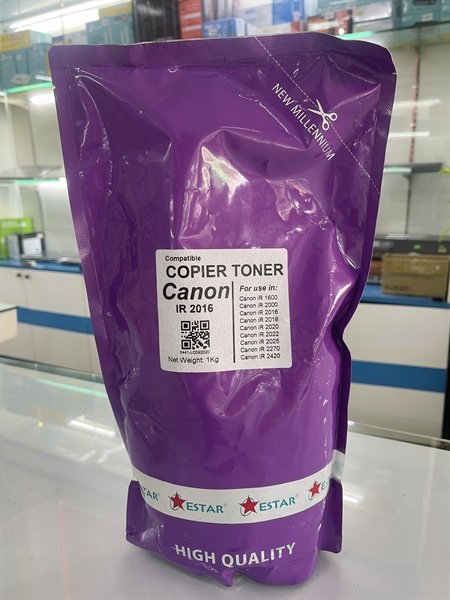 NEW MILLENNIUM
Compatible
COPIER TONER
Canon
IR 2016
Net Weight: 1Kg
For use in:
Canon iR 1600
Canon iR 2000
Canon iR 2016
Canon iR 2018
Canon iR 2020
Canon iR 2022
Canon iR 2025
Canon iR 2270
Canon iR 2420
ESTAR® ESTAR® ESTAR® ESTAR
HIGH QUALITY